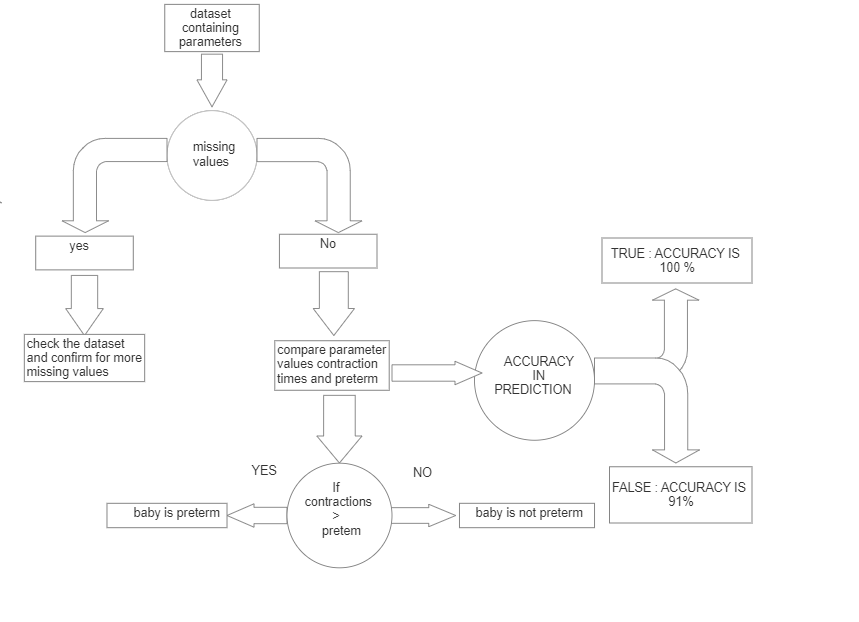 dataset
containing
parameters
missing
values
yes
No
TRUE : ACCURACY IS
100 %
check the dataset
and confirm for more
missing values
compare parameter
values contraction
times and preterm
ACCURACY
IN
PREDICTION
YES
NO
If
contractions
>
pretem
FALSE : ACCURACY IS
91%
baby is preterm
baby is not preterm